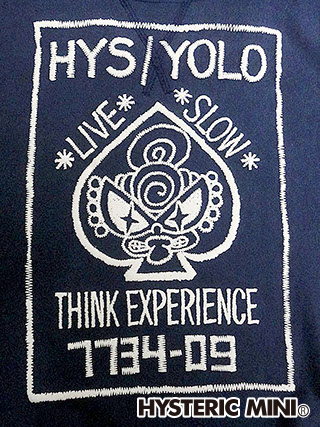 HYS/YOLO
*LIVE* *SLOW*
THINK EXPERIENCE
7734-09
HYSTERIC MINI®